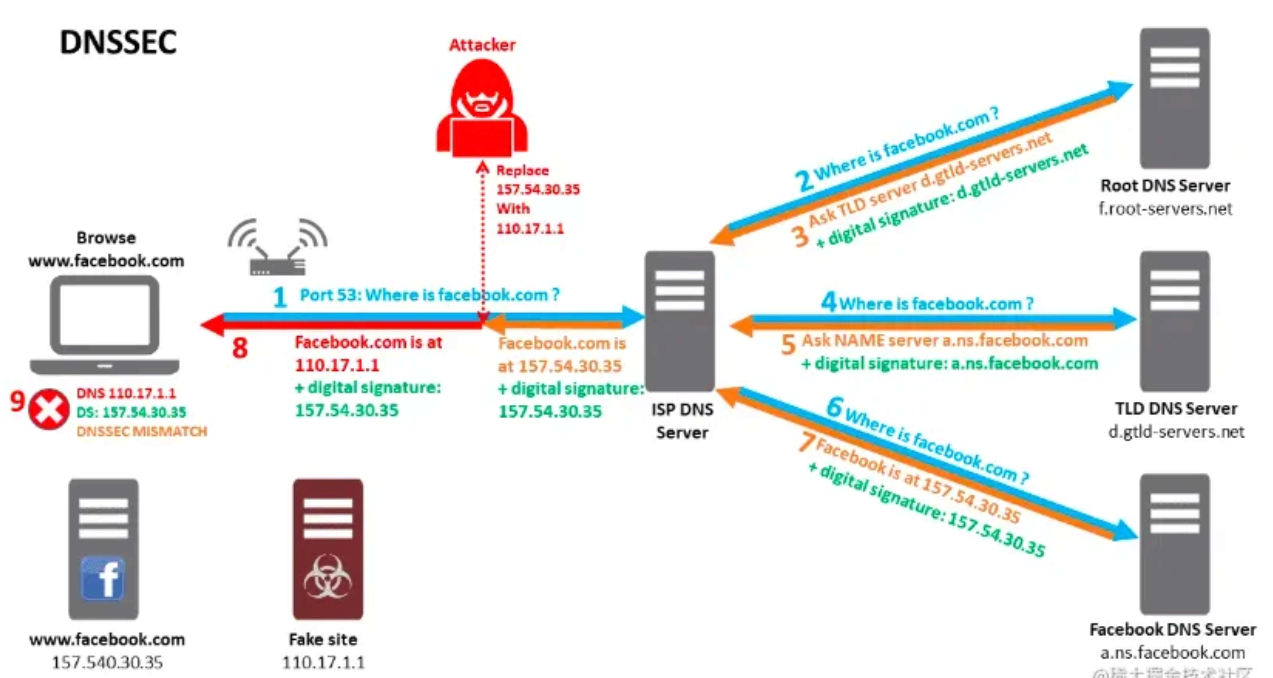 DNSSEC
Attacker
Replace
157.54.30.35
With
110.17.1.1
Browse
www.facebook.com
1 Port 53: Where is facebook.com ?
8
Facebook.com is at
110.17.1.1
+ digital signature:
157.54.30.35
Facebook.com is
at 157.54.30.35
+ digital signature:
157.54.30.35
9
DNS 110.17.1.1
DS: 157.54.30.35
DNSSEC MISMATCH
ISP DNS
Server
2 Where is facebook.com ?
3 Ask TLD server d.gtld-servers.net
+ digital signature: d.gtld-servers.net
Root DNS Server
f.root-servers.net
4 Where is facebook.com ?
5 Ask NAME server a.ns.facebook.com
+ digital signature: a.ns.facebook.com
TLD DNS Server
d.gtld-servers.net
6 Where is facebook.com ?
7 Facebook is at 157.54.30.35
+ digital signature: 157.54.30.35
Facebook DNS Server
a.ns.facebook.com
f
www.facebook.com
157.540.30.35
Fake site
110.17.1.1
@稀土掘金技术社区